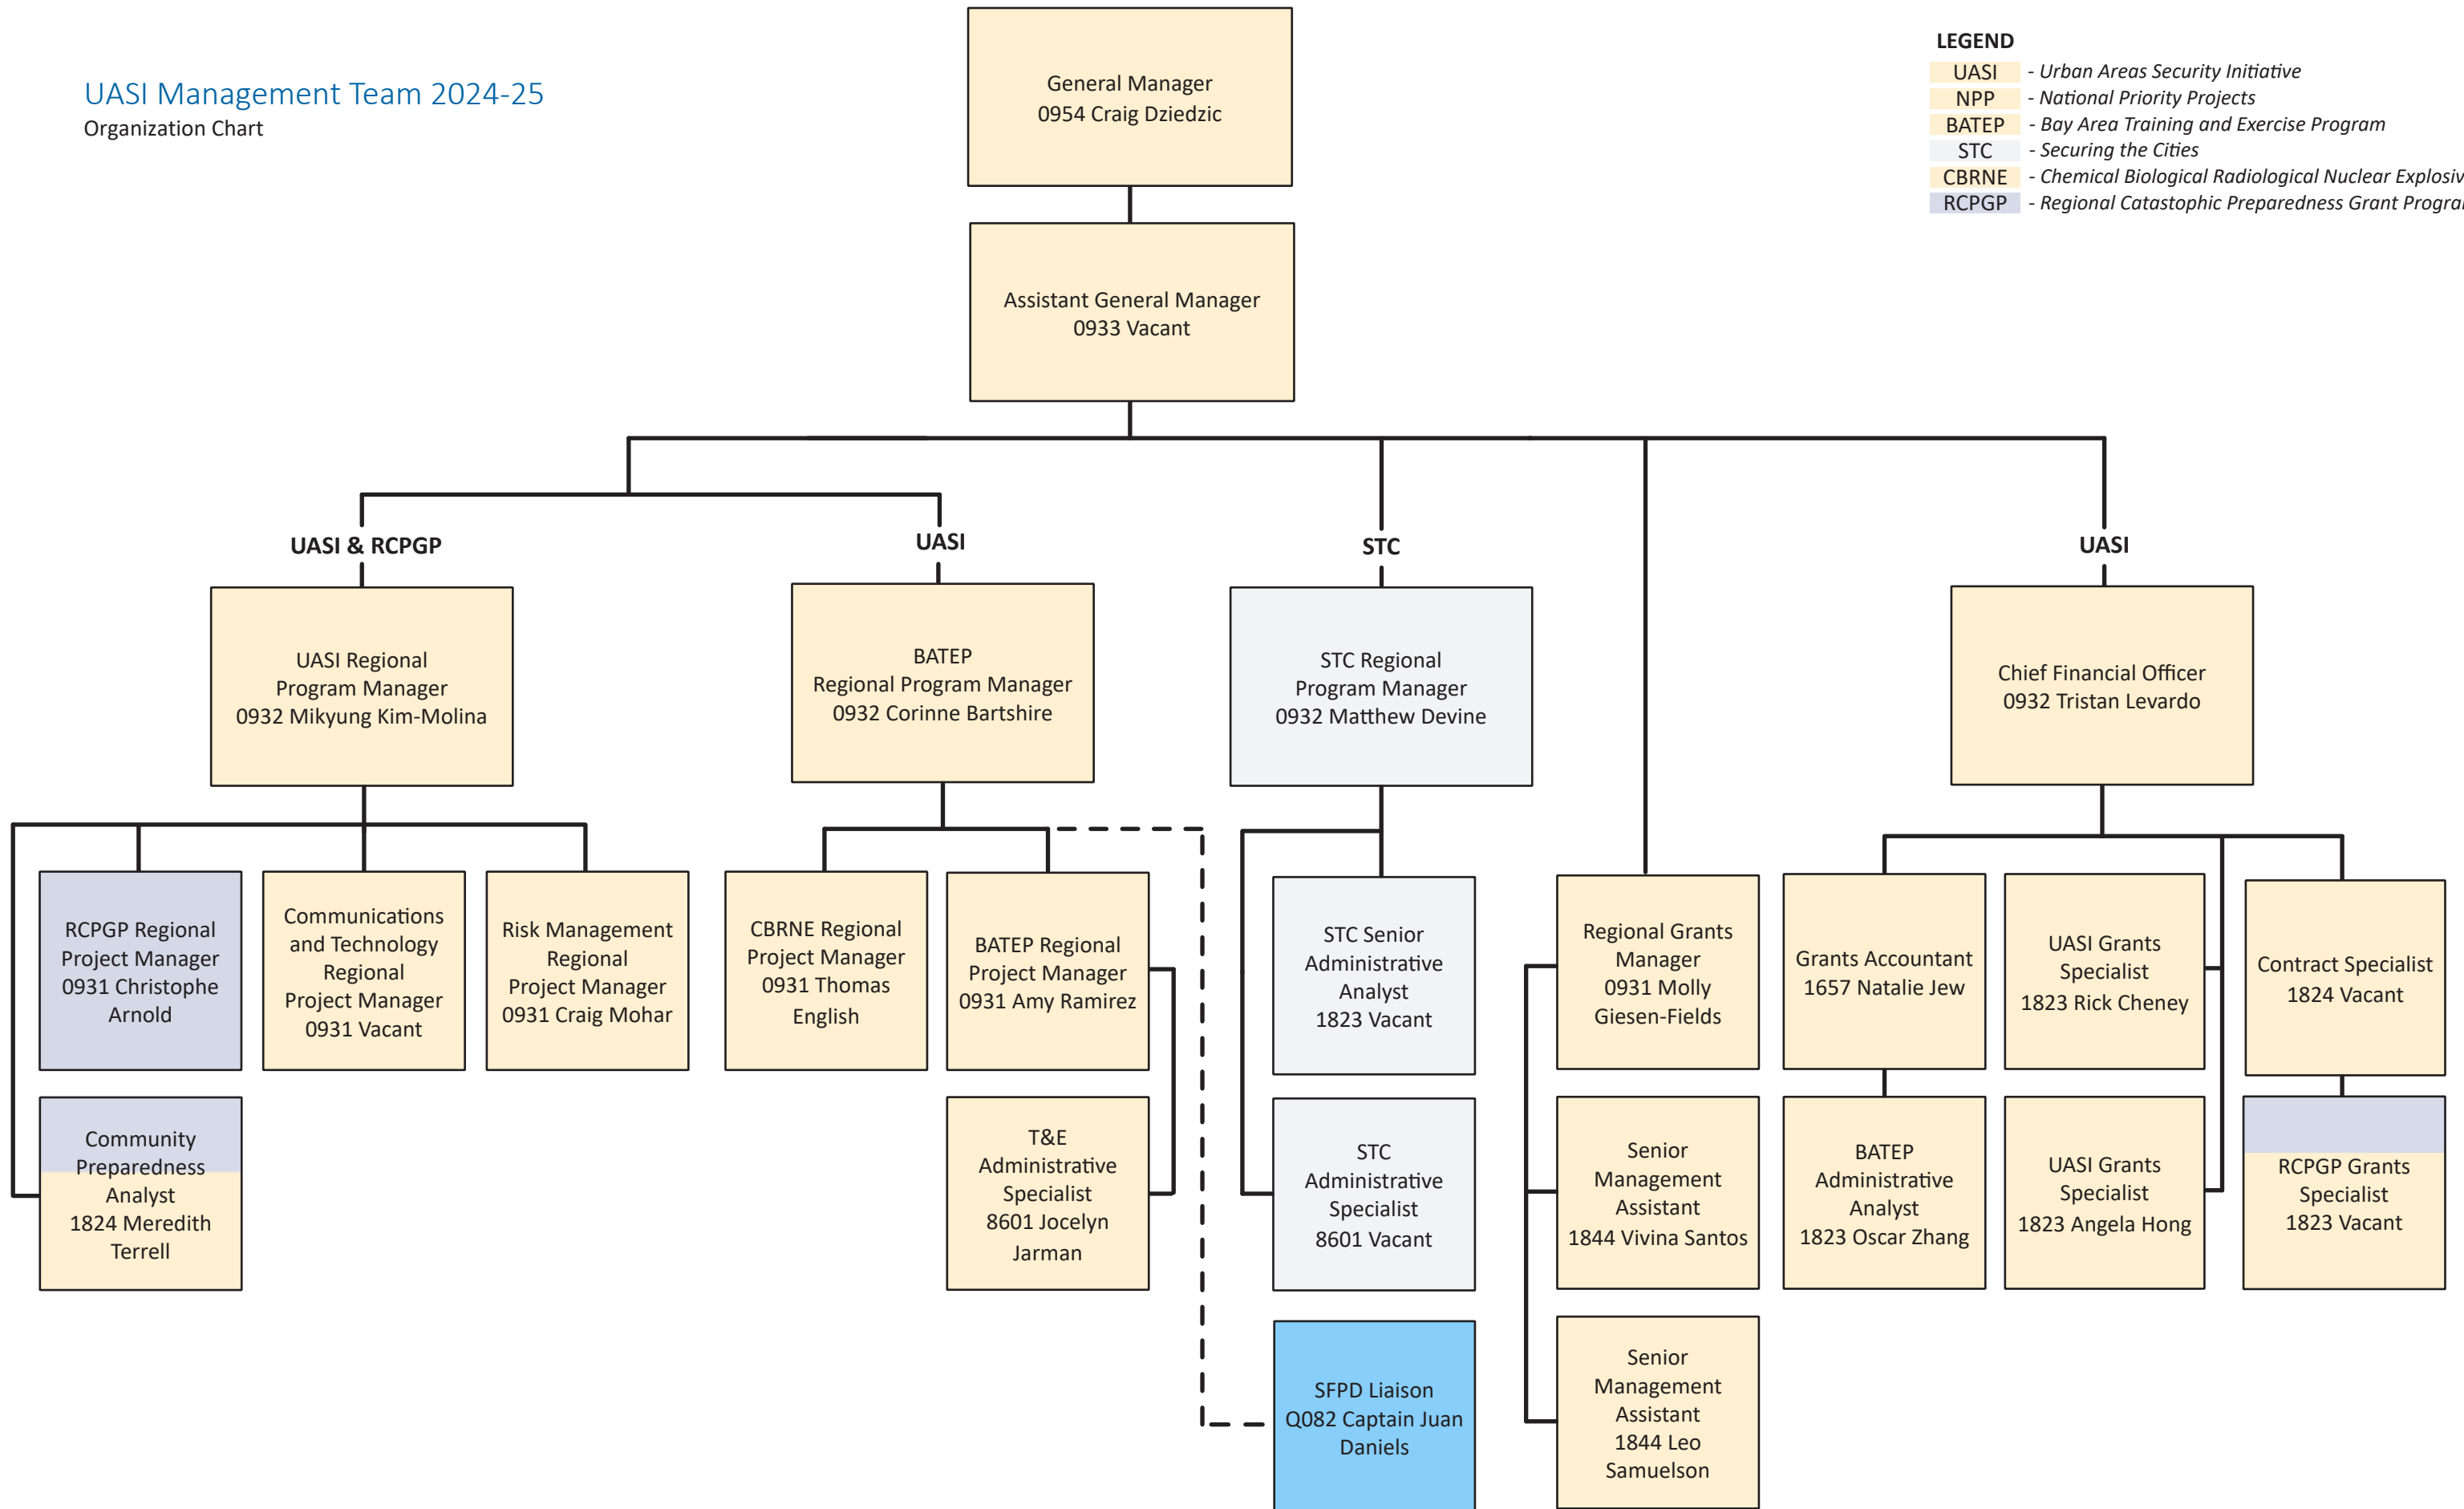 UASI Management Team 2024-25
Organization Chart
LEGEND
UASI - Urban Areas Security Initiative
NPP - National Priority Projects
BATEP - Bay Area Training and Exercise Program
STC - Securing the Cities
CBRNE - Chemical Biological Radiological Nuclear Explosiv
RCPGP - Regional Catastophic Preparedness Grant Progra
General Manager
0954 Craig Dziedzic
Assistant General Manager
0933 Vacant
UASI & RCPGP
UASI
STC
UASI
UASI Regional
Program Manager
0932 Mikyung Kim-Molina
BATEP
Regional Program Manager
0932 Corinne Bartshire
STC Regional
Program Manager
0932 Matthew Devine
Chief Financial Officer
0932 Tristan Levardo
RCPGP Regional
Project Manager
0931 Christophe
Arnold
Communications
and Technology
Regional
Project Manager
0931 Vacant
Risk Management
Regional
Project Manager
0931 Craig Mohar
CBRNE Regional
Project Manager
0931 Thomas
English
BATEP Regional
Project Manager
0931 Amy Ramirez
STC Senior
Administrative
Analyst
1823 Vacant
Regional Grants
Manager
0931 Molly
Giesen-Fields
Grants Accountant
1657 Natalie Jew
UASI Grants
Specialist
1823 Rick Cheney
Contract Specialist
1824 Vacant
Community
Preparedness
Analyst
1824 Meredith
Terrell
T&E
Administrative
Specialist
8601 Jocelyn
Jarman
STC
Administrative
Specialist
8601 Vacant
Senior
Management
Assistant
1844 Vivina Santos
BATEP
Administrative
Analyst
1823 Oscar Zhang
UASI Grants
Specialist
1823 Angela Hong
RCPGP Grants
Specialist
1823 Vacant
SFPD Liaison
Q082 Captain Juan
Daniels
Senior
Management
Assistant
1844 Leo
Samuelson